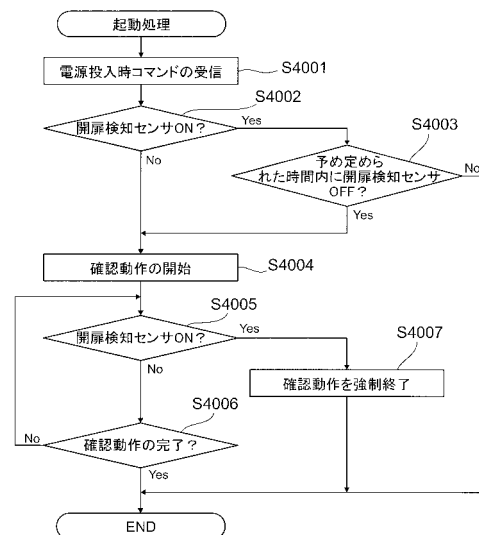 起動処理
電源投入時コマンドの受信
S4001
S4002
開扉検知センサON？
Yes
No
S4003
予め定めら
れた時間内に開扉検知センサ
OFF？
No
Yes
確認動作の開始
S4004
S4005
開扉検知センサON？
Yes
No
S4007
確認動作を強制終了
S4006
確認動作の完了？
No
Yes
END